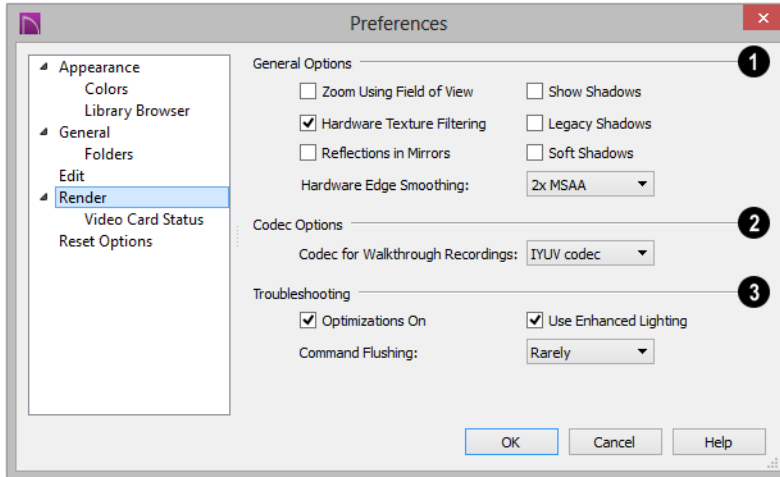 Preferences
Appearance
Colors
Library Browser
General
Folders
Edit
Render
Video Card Status
Reset Options
General Options 1
Zoom Using Field of View Show Shadows
Hardware Texture Filtering Legacy Shadows
Reflections in Mirrors Soft Shadows
Hardware Edge Smoothing: 2x MSAA
Codec Options 2
Codec for Walkthrough Recordings: IYUV codec
Troubleshooting 3
Optimizations On Use Enhanced Lighting
Command Flushing: Rarely
OK Cancel Help